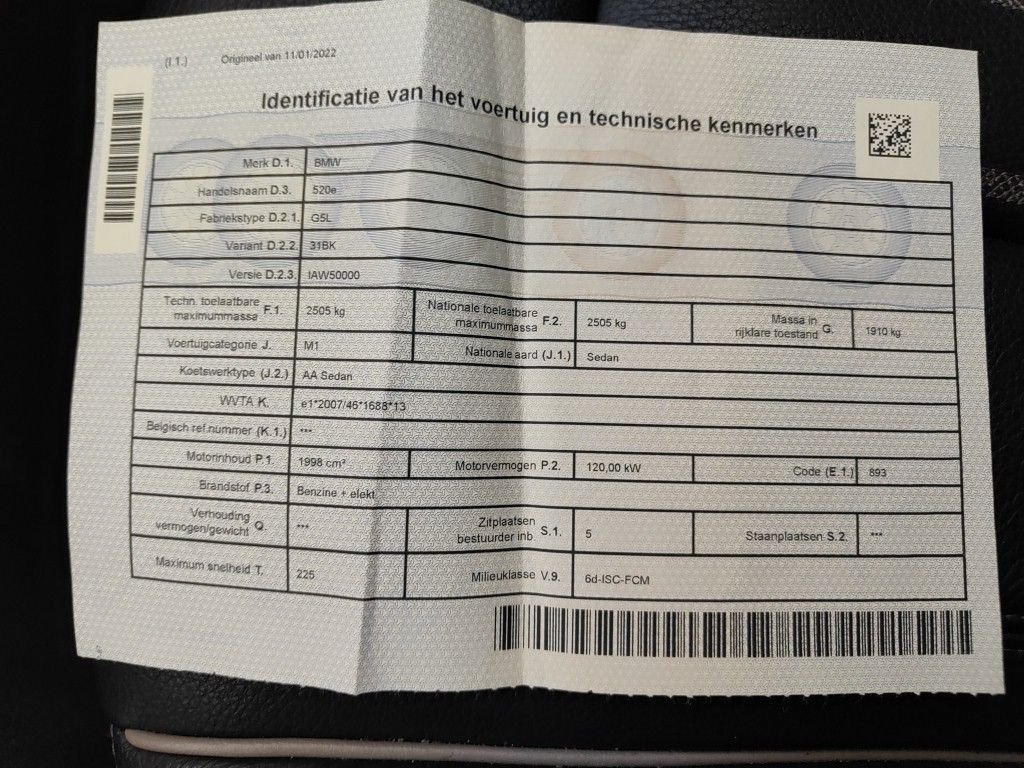 (I.1.) Origineel van 11/01/2022
Identificatie van het voertuig en technische kenmerken
Merk D.1. BMW
Handelsnaam D.3. 520e
Fabriekstype D.2.1. G5L
Variant D.2.2. 31BK
Versie D.2.3. IAW50000
Techn. toelaatbare maximummassa F.1. 2505 kg Nationale toelaatbare maximummassa F.2. 2505 kg Massa in rijklare toestand G. 1910 kg
Voertuigcategorie J. M1 Nationale aard (J.1.) Sedan
Koetswerktype (J.2.) AA Sedan
WVTA K. e1*2007/46*1688*13
Belgisch ref.nummer (K.1.) ***
Motorinhoud P.1. 1998 cm³ Motorvermogen P.2. 120,00 kW Code (E.1.) 893
Brandstof P.3. Benzine + elekt
Verhouding vermogen/gewicht Q. *** Zitplaatsen bestuurder inb. S.1. 5 Staanplaatsen S.2. ***
Maximum snelheid T. 225 Milieuklasse V.9. 6d-ISC-FCM